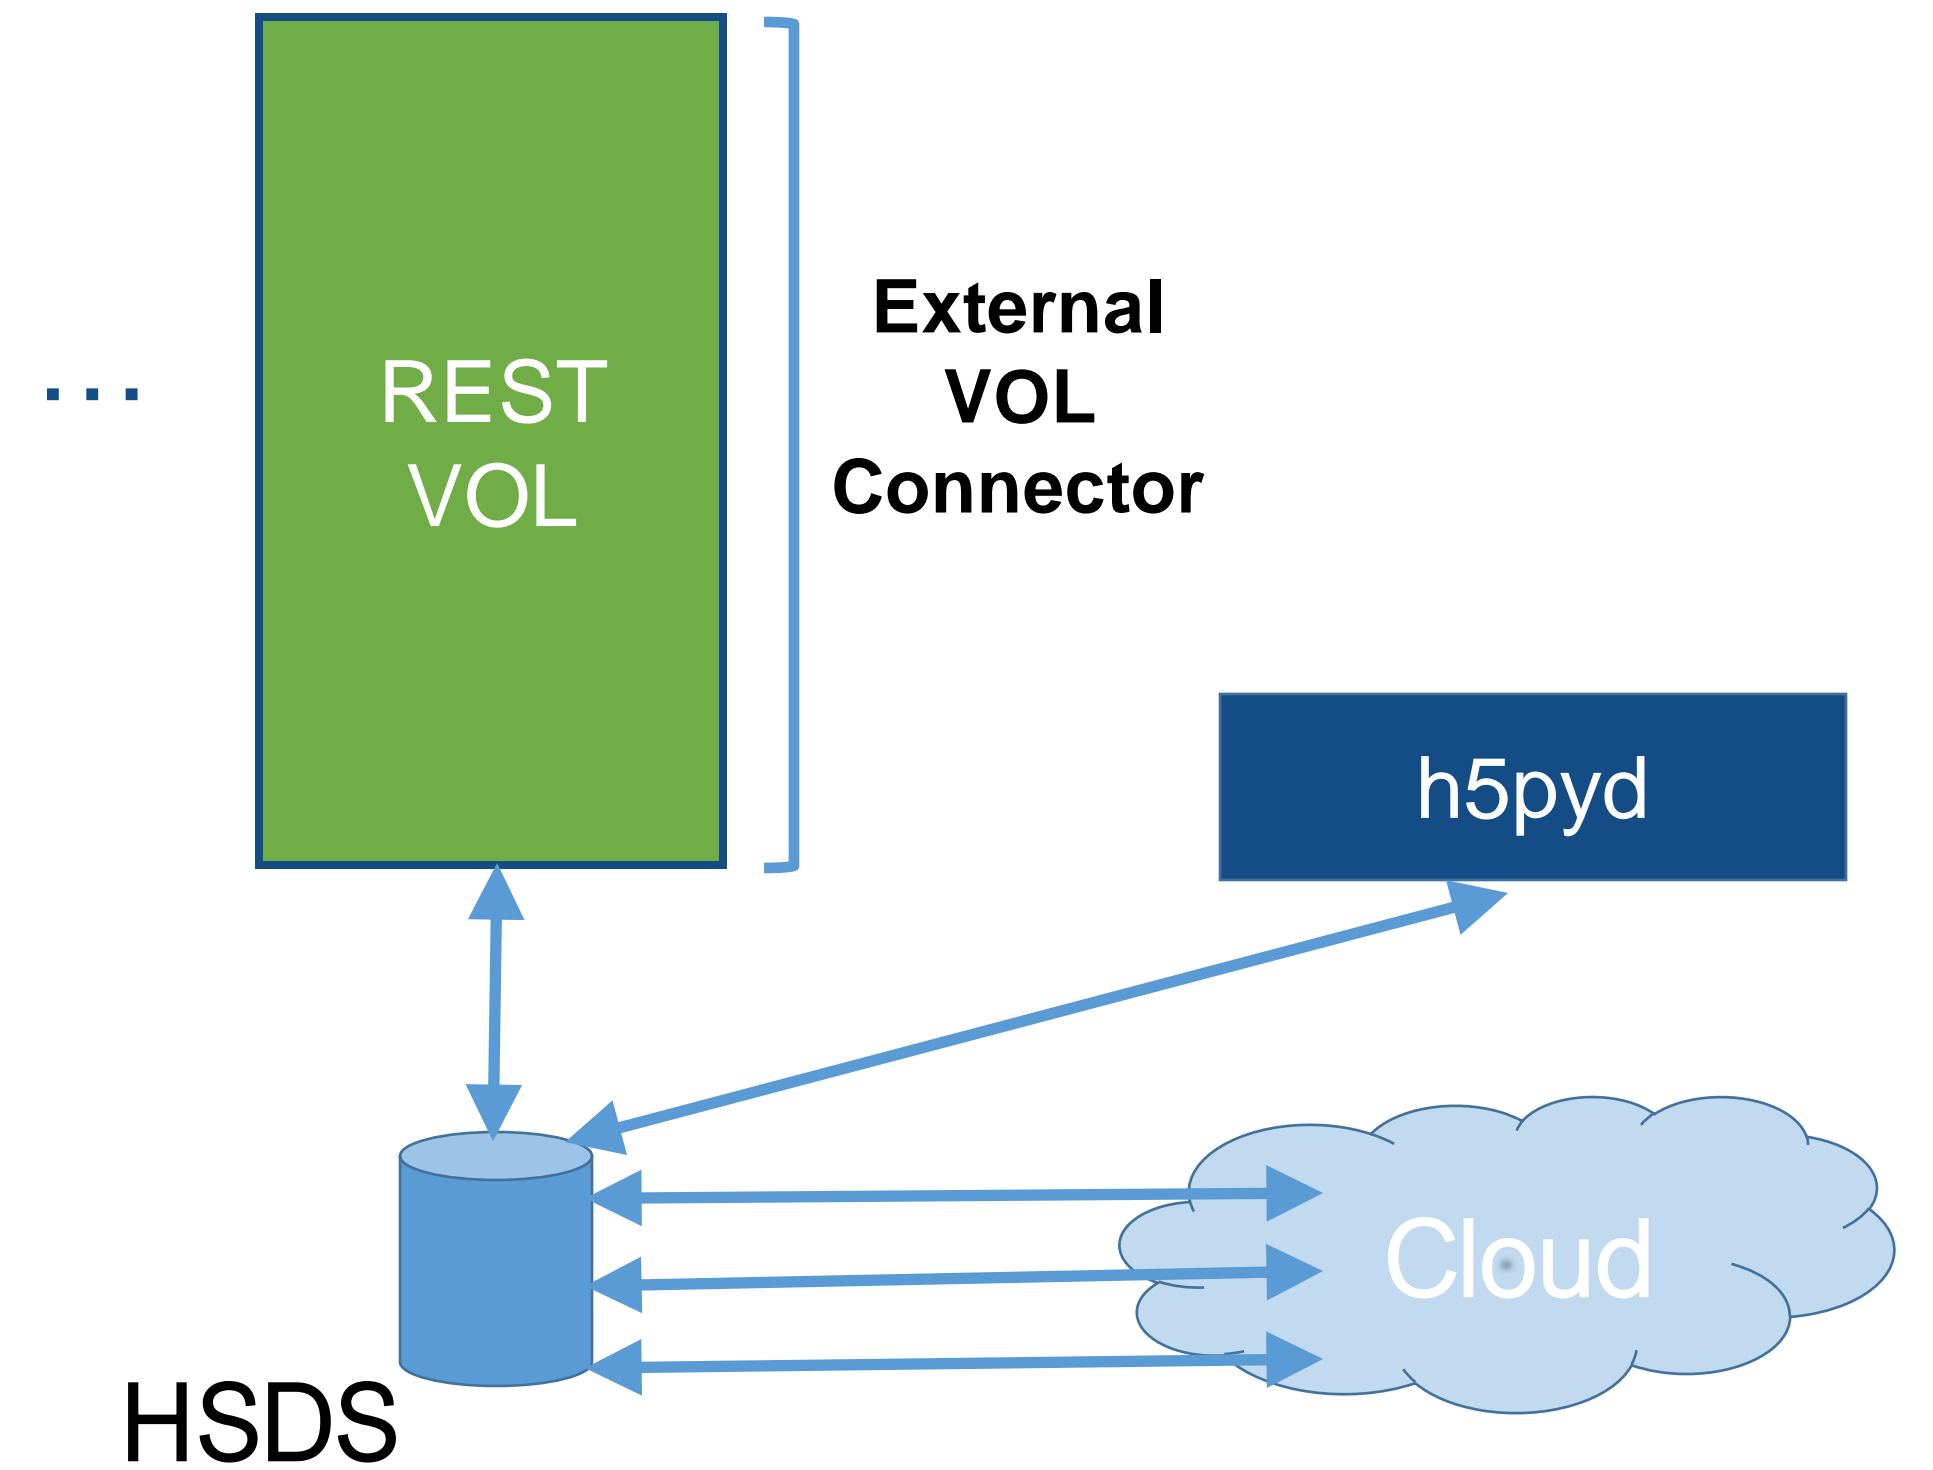 ...
REST
VOL
External
VOL
Connector
h5pyd
Cloud
HSDS